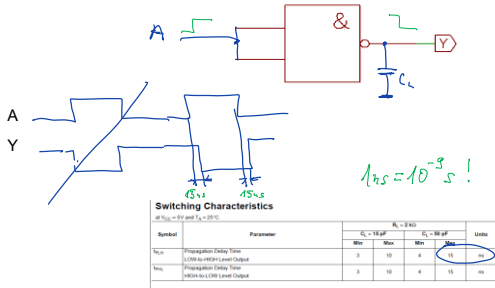 A
&
Y
C_L
A
Y
15ns 15ns
1ns = 10^-9 s !
Switching Characteristics
at V_CC = 5V and T_A = 25°C
R_L = 2 kΩ
Symbol Parameter C_L = 15 pF C_L = 50 pF Units
Min Max Min Max
t_PLH Propagation Delay Time 3 10 4 15 ns
LOW-to-HIGH Level Output
t_PHL Propagation Delay Time 3 10 4 15 ns
HIGH-to-LOW Level Output